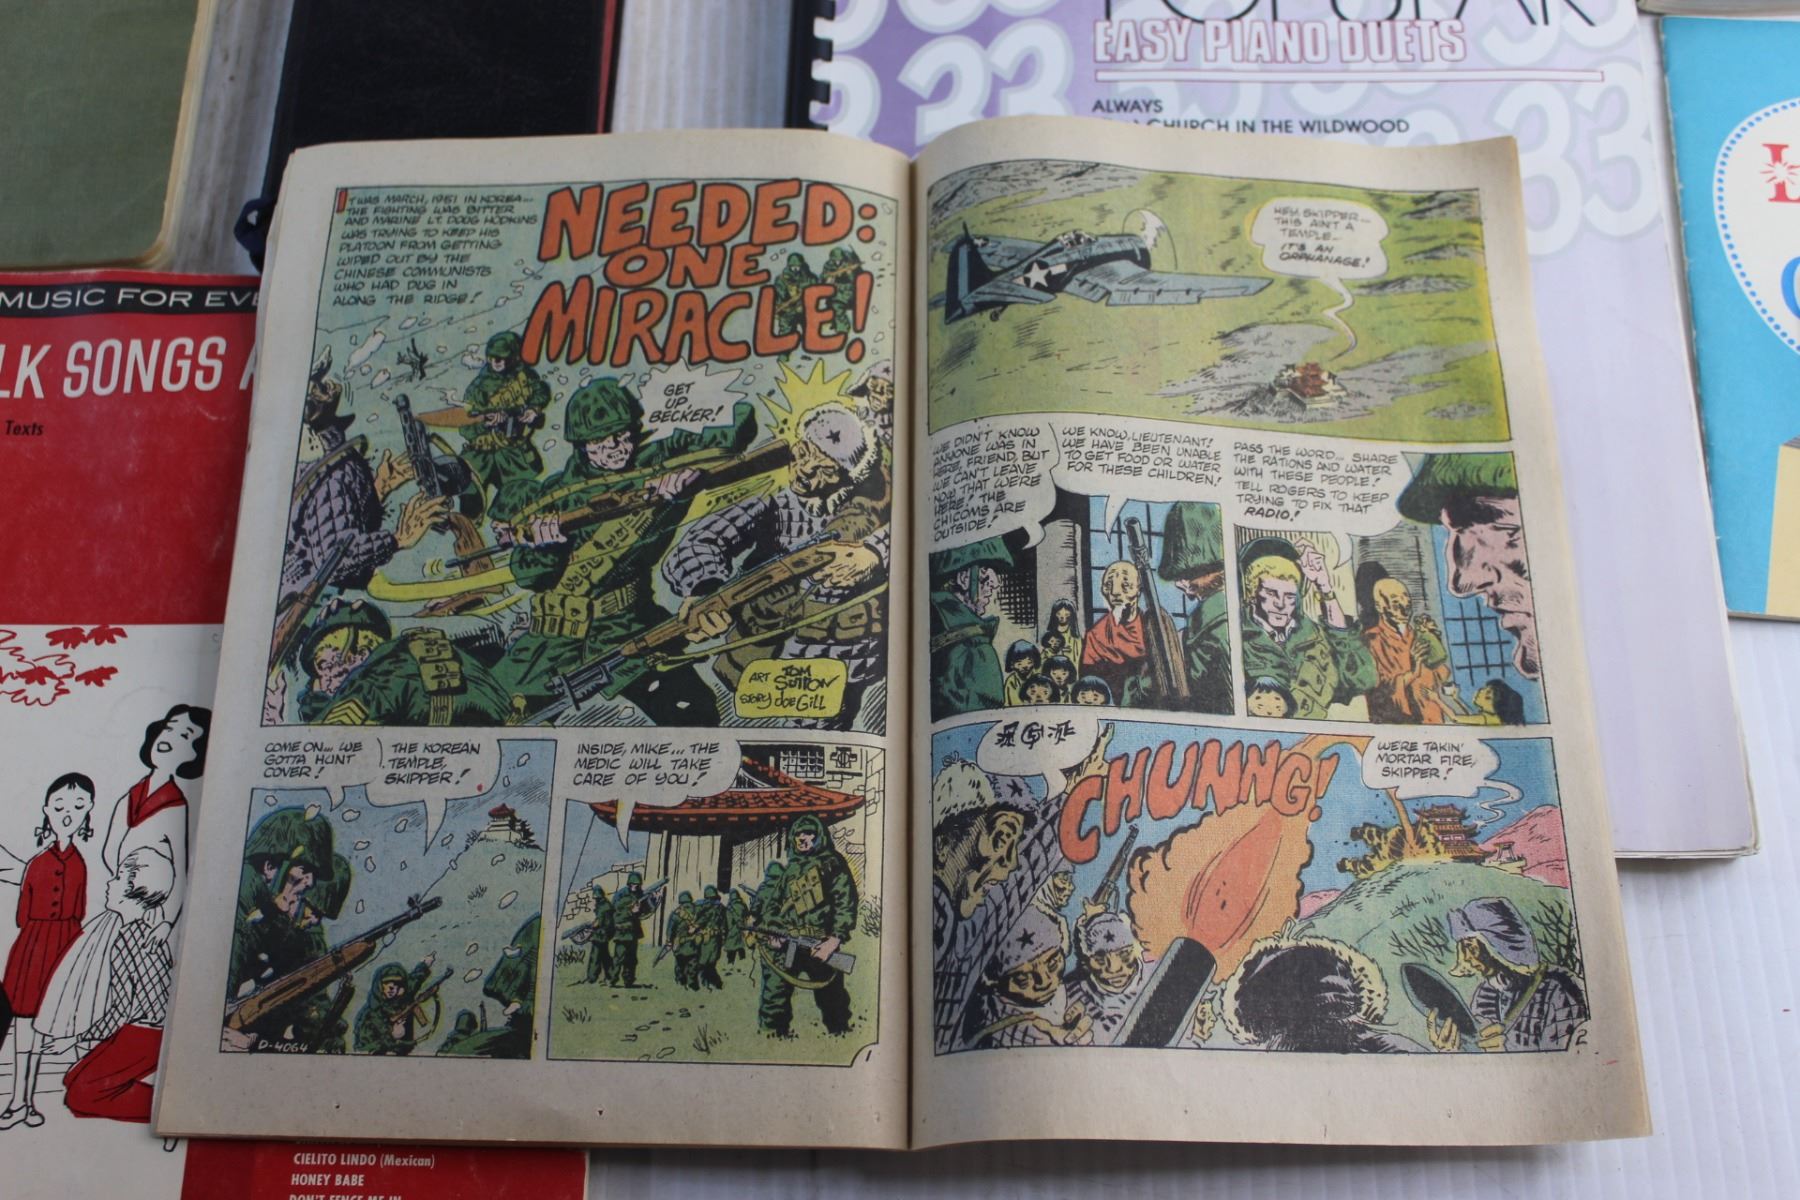 POPULAR
EASY PIANO DUETS
ALWAYS
CHURCH IN THE WILDWOOD
MUSIC FOR EVE
LK SONGS
Texts
IT WAS MARCH, 1951 IN KOREA...
THE FIGHTING WAS BITTER
AND MARINE LT. DOUG HODKINS
WAS TRYING TO KEEP HIS
PLATOON FROM GETTING
WIPED OUT BY THE
CHINESE COMMUNISTS
WHO HAD DUG IN
ALONG THE RIDGE!
NEEDED:
ONE
MIRACLE!
GET
UP,
BECKER!
ART TOM
SUTTON
STORY JOE GILL
COME ON... WE
GOTTA HUNT
COVER!
THE KOREAN
TEMPLE,
SKIPPER!
D-4064
INSIDE, MIKE... THE
MEDIC WILL TAKE
CARE OF YOU!
1
HEY, SKIPPER...
THIS AIN'T A
TEMPLE...
IT'S AN
ORPHANAGE!
WE DIDN'T KNOW
ANYONE WAS IN
HERE, FRIEND, BUT
WE CAN'T LEAVE
NOW THAT WE'RE
HERE! THE
CHICOMS ARE
OUTSIDE!
WE KNOW, LIEUTENANT!
WE HAVE BEEN UNABLE
TO GET FOOD OR WATER
FOR THESE CHILDREN!
PASS THE WORD... SHARE
THE RATIONS AND WATER
WITH THESE PEOPLE!
TELL ROGERS TO KEEP
TRYING TO FIX THAT
RADIO!
CHUNNG!
WE'RE TAKIN'
MORTAR FIRE,
SKIPPER!
2
CIELITO LINDO (Mexican)
HONEY BABE
DON'T FENCE ME IN